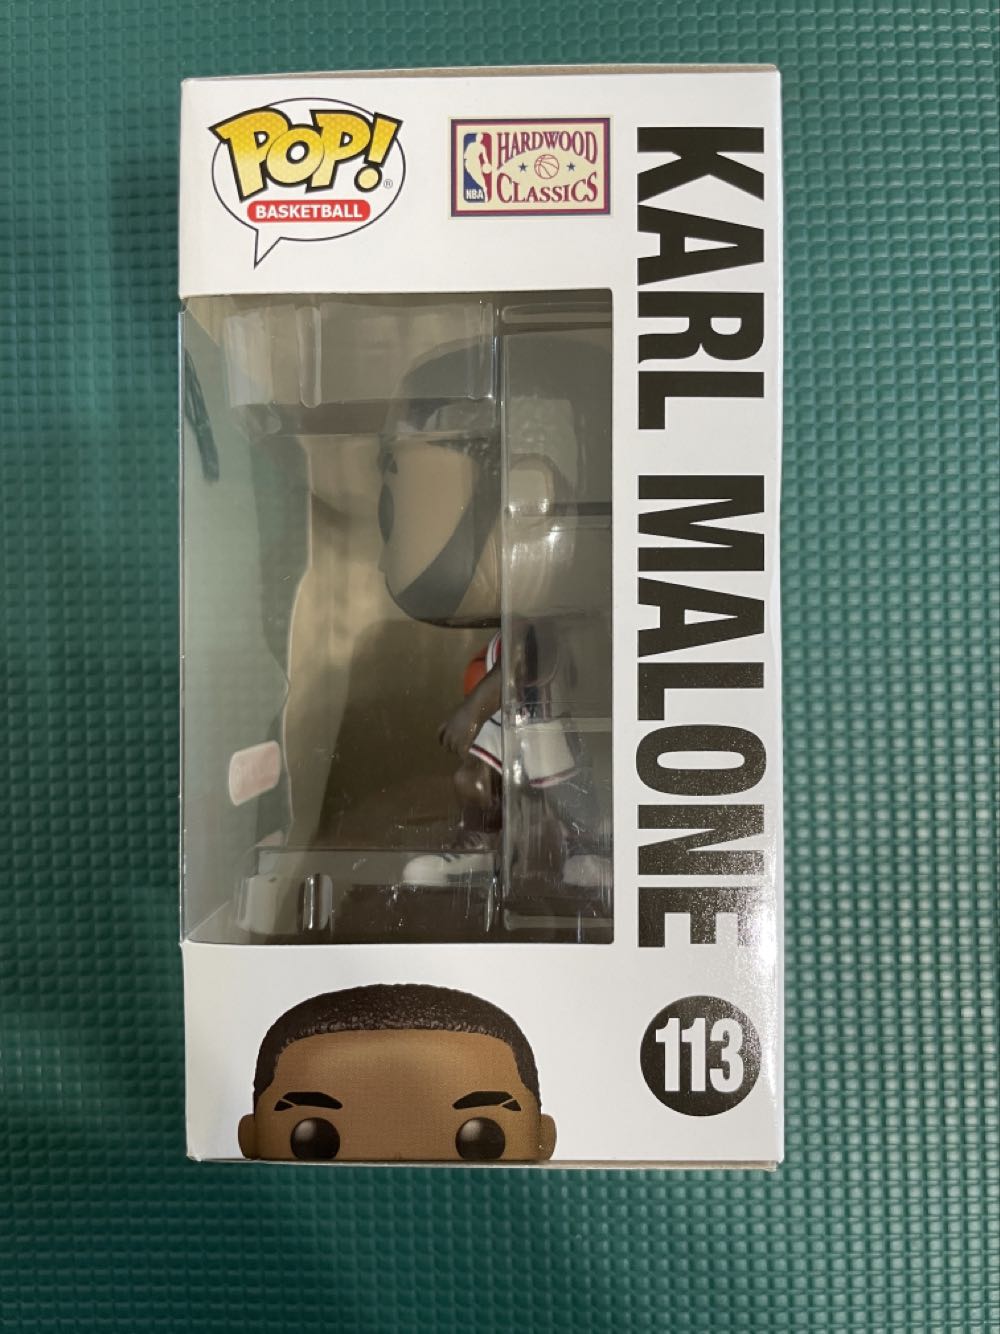 POP!®
BASKETBALL
NBA
HARDWOOD
CLASSICS
KARL MALONE
113